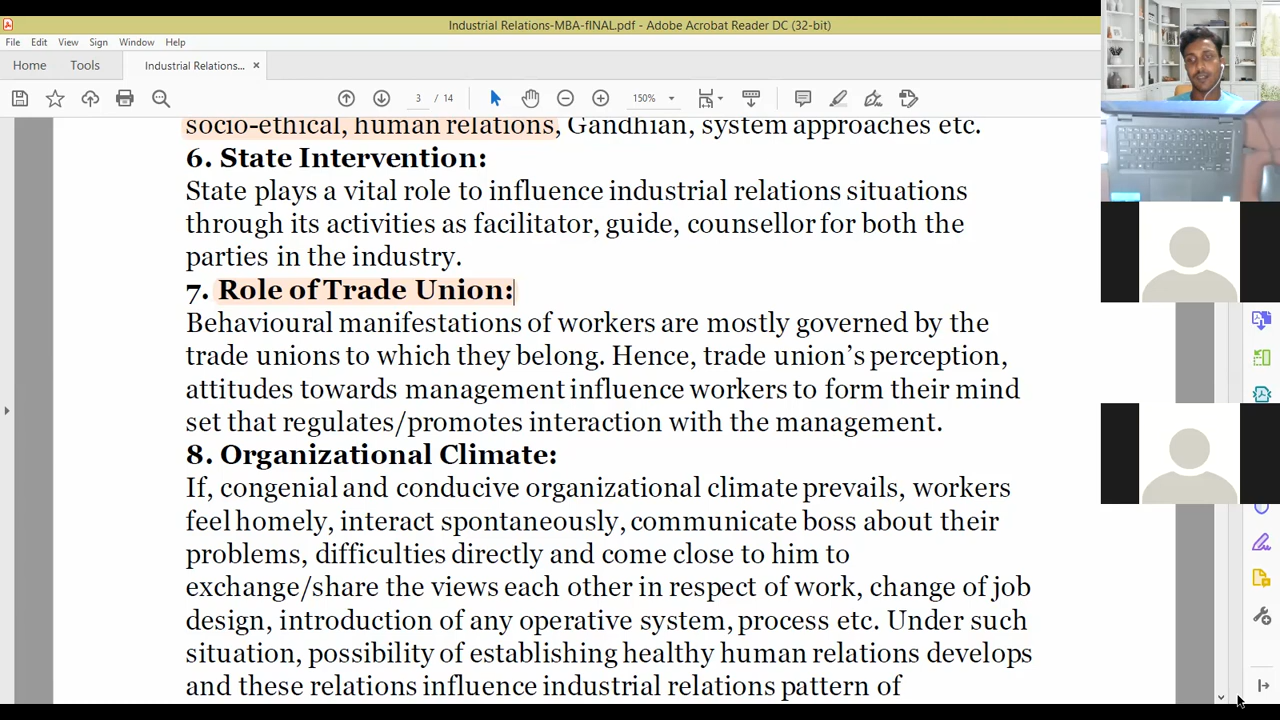 Industrial Relations-MBA-fINAL.pdf - Adobe Acrobat Reader DC (32-bit)
File Edit View Sign Window Help
Home Tools Industrial Relations... ×
3 / 14 150%
socio-ethical, human relations, Gandhian, system approaches etc.
6. State Intervention:
State plays a vital role to influence industrial relations situations
through its activities as facilitator, guide, counsellor for both the
parties in the industry.
7. Role of Trade Union:
Behavioural manifestations of workers are mostly governed by the
trade unions to which they belong. Hence, trade union’s perception,
attitudes towards management influence workers to form their mind
set that regulates/promotes interaction with the management.
8. Organizational Climate:
If, congenial and conducive organizational climate prevails, workers
feel homely, interact spontaneously, communicate boss about their
problems, difficulties directly and come close to him to
exchange/share the views each other in respect of work, change of job
design, introduction of any operative system, process etc. Under such
situation, possibility of establishing healthy human relations develops
and these relations influence industrial relations pattern of